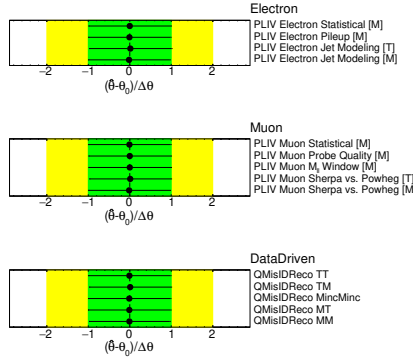 Electron
PLIV Electron Statistical [M]
PLIV Electron Pileup [M]
PLIV Electron Jet Modeling [T]
PLIV Electron Jet Modeling [M]
−2 −1 0 1 2
(θ̂-θ₀)/Δθ
Muon
PLIV Muon Statistical [M]
PLIV Muon Probe Quality [M]
PLIV Muon Mll Window [M]
PLIV Muon Sherpa vs. Powheg [T]
PLIV Muon Sherpa vs. Powheg [M
−2 −1 0 1 2
(θ̂-θ₀)/Δθ
DataDriven
QMisIDReco TT
QMisIDReco TM
QMisIDReco MincMinc
QMisIDReco MT
QMisIDReco MM
−2 −1 0 1 2
(θ̂-θ₀)/Δθ